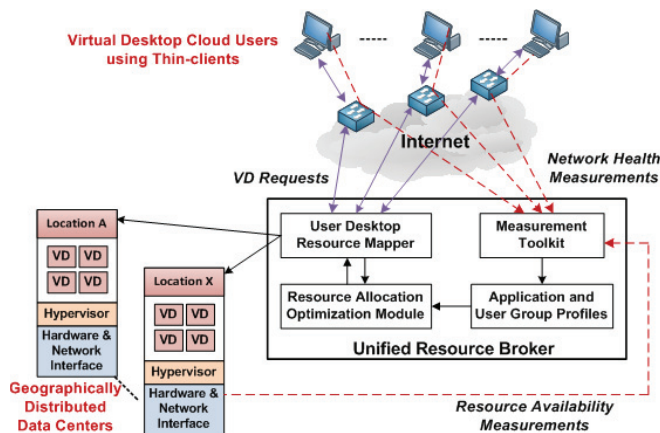 Virtual Desktop Cloud Users
using Thin-clients
Internet
VD Requests
Network Health
Measurements
User Desktop
Resource Mapper
Measurement
Toolkit
Resource Allocation
Optimization Module
Application and
User Group Profiles
Unified Resource Broker
Location A
VD VD
VD VD
Hypervisor
Hardware &
Network
Interface
Location X
VD VD
VD VD
Hypervisor
Hardware &
Network
Interface
Geographically
Distributed
Data Centers
Resource Availability
Measurements